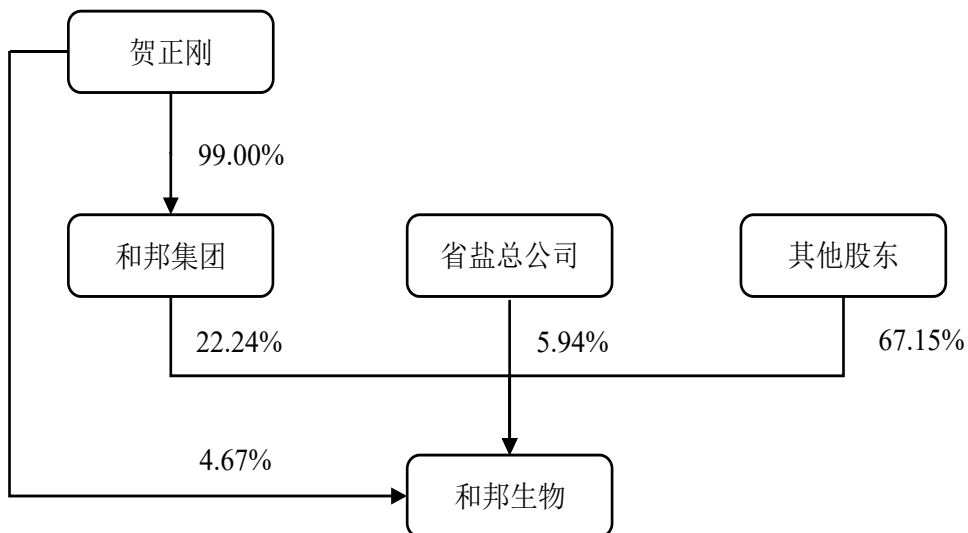 贺正刚
99.00%
和邦集团
省盐总公司
其他股东
22.24%
5.94%
67.15%
4.67%
和邦生物